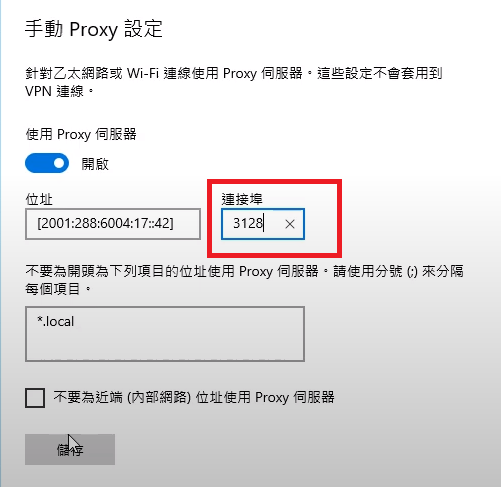 手動 Proxy 設定
針對乙太網路或 Wi-Fi 連線使用 Proxy 伺服器。這些設定不會套用到
VPN 連線。
使用 Proxy 伺服器
開啟
位址
連接埠
[2001:288:6004:17::42]
3128
不要為開頭為下列項目的位址使用 Proxy 伺服器。請使用分號 (;) 來分隔
每個項目。
*.local
不要為近端 (內部網路) 位址使用 Proxy 伺服器
儲存